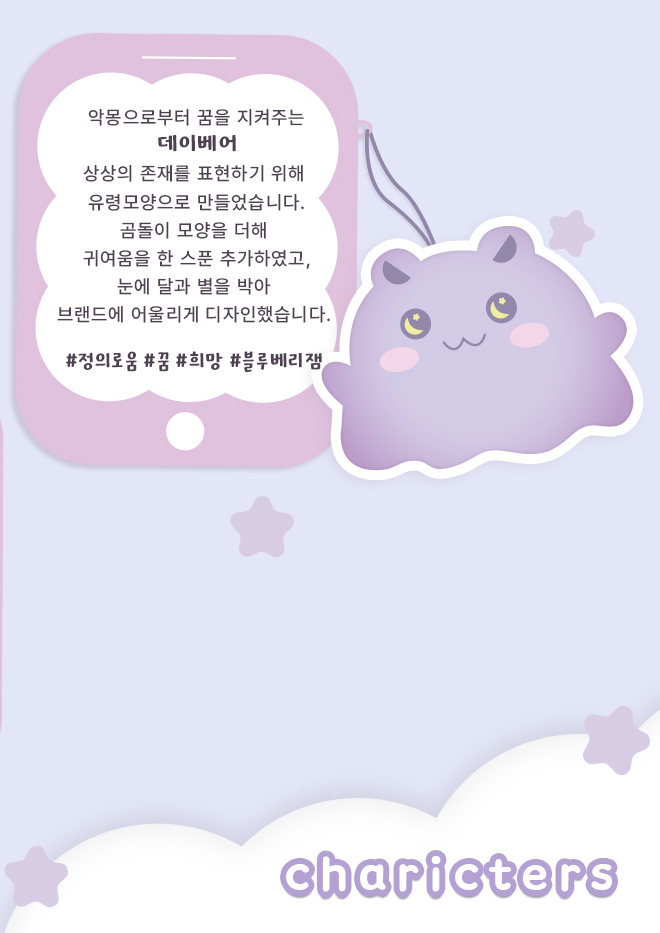 악몽으로부터 꿈을 지켜주는
데이베어
상상의 존재를 표현하기 위해
유령모양으로 만들었습니다.
곰돌이 모양을 더해
귀여움을 한 스푼 추가하였고,
눈에 달과 별을 박아
브랜드에 어울리게 디자인했습니다.
#정의로움 #꿈 #희망 #블루베리잼
charicters